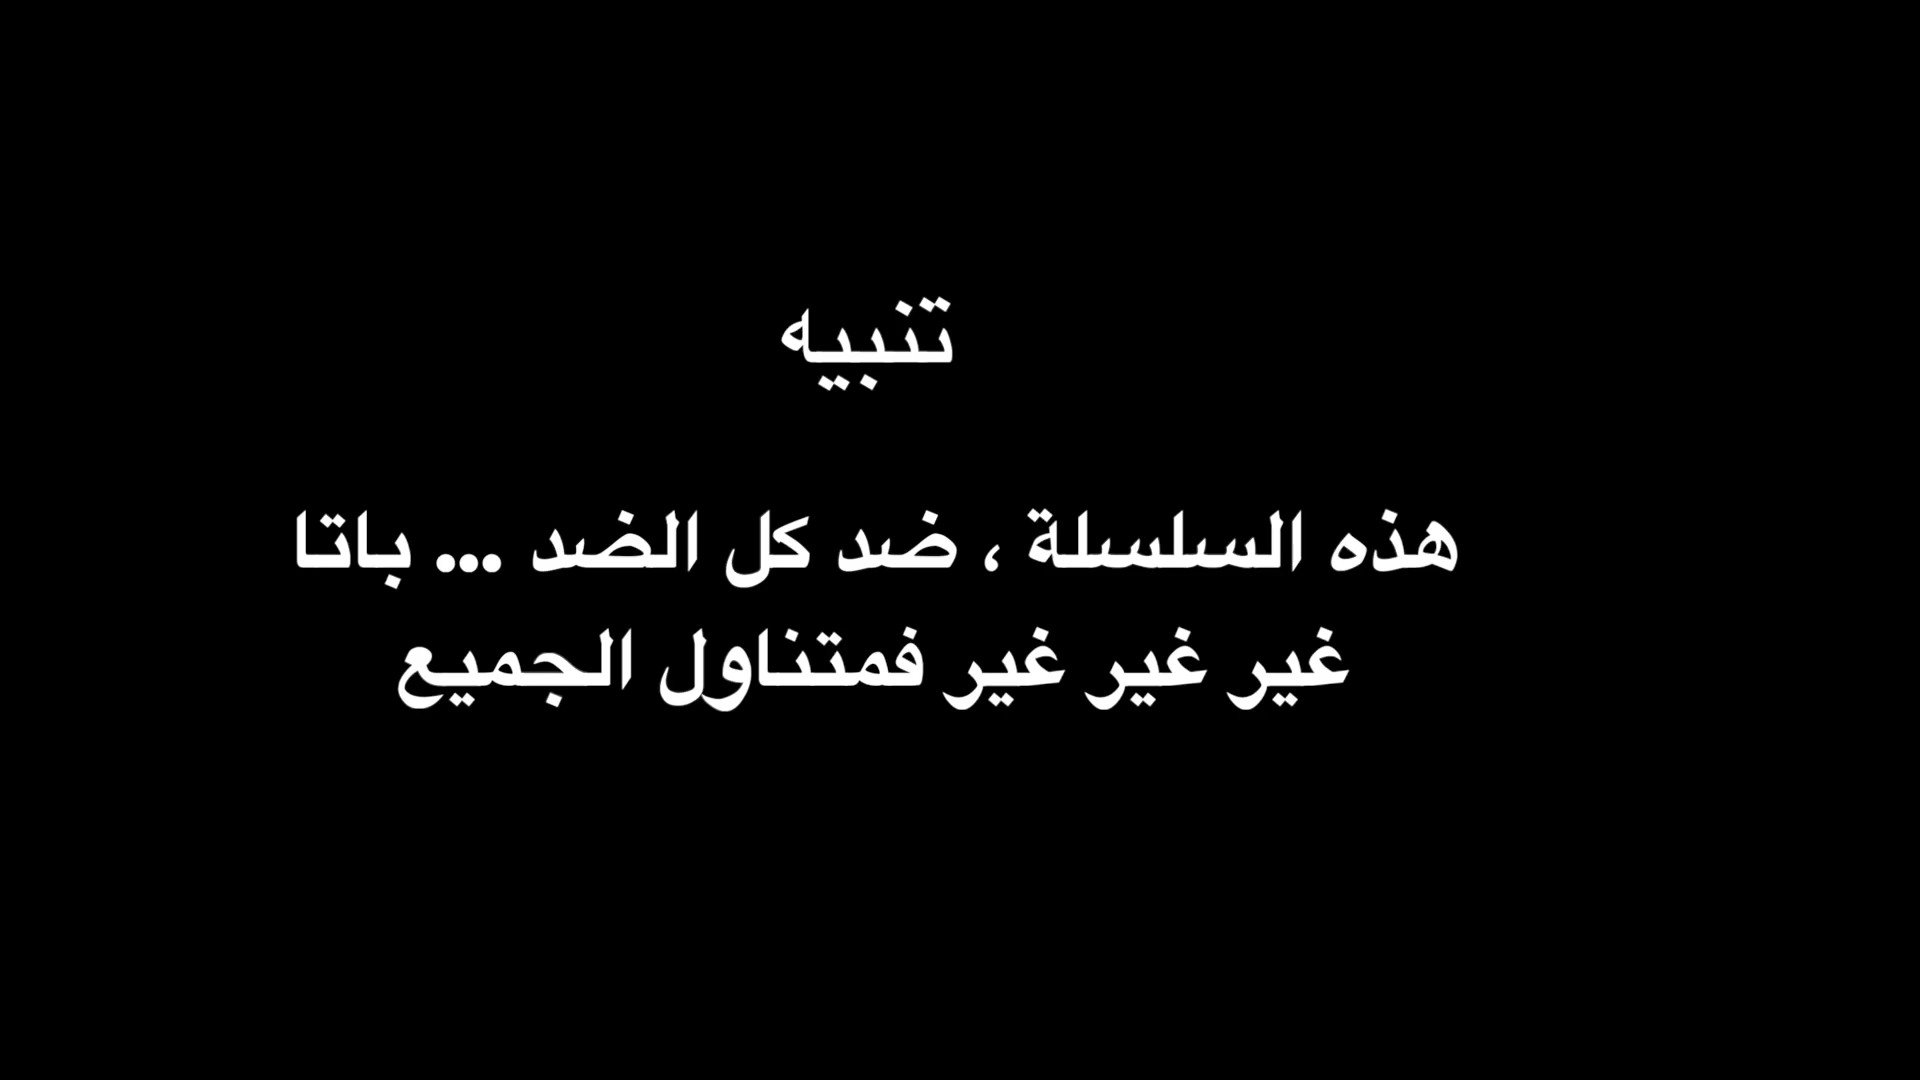 تنبيه
هذه السلسلة ، ضد كل الضد ... باتا
غير غير غير فمتناول الجميع